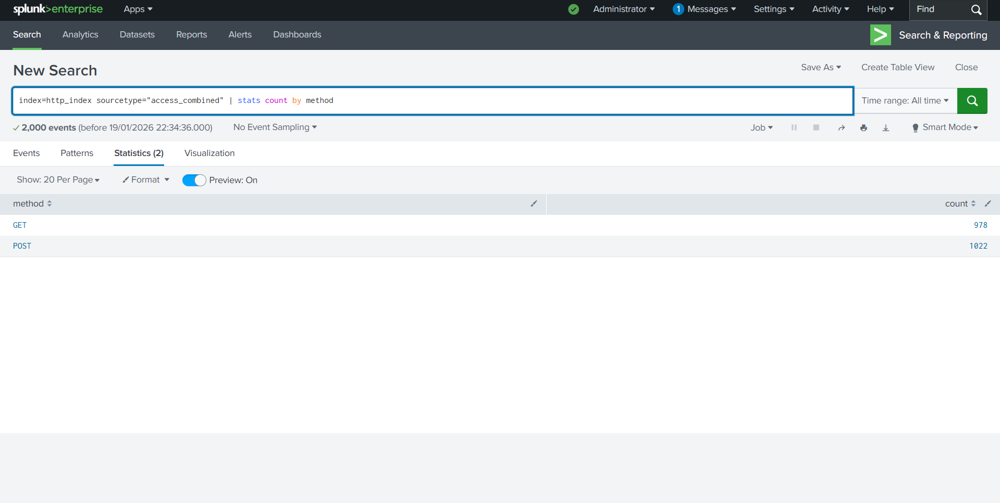 splunk>enterprise Apps Administrator 1 Messages Settings Activity Help Find
Search Analytics Datasets Reports Alerts Dashboards Search & Reporting
New Search Save As Create Table View Close
index=http_index sourcetype="access_combined" | stats count by method Time range: All time
2,000 events (before 19/01/2026 22:34:36.000) No Event Sampling Job Smart Mode
Events Patterns Statistics (2) Visualization
Show: 20 Per Page Format Preview: On
method count
GET 978
POST 1022